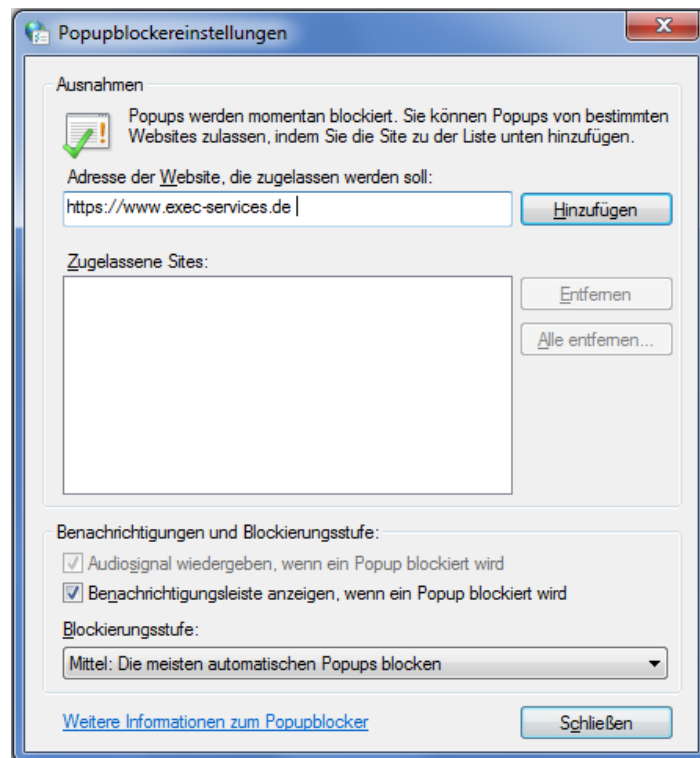 Popupblockereinstellungen
Ausnahmen
Popups werden momentan blockiert. Sie können Popups von bestimmten
Websites zulassen, indem Sie die Site zu der Liste unten hinzufügen.
Adresse der Website, die zugelassen werden soll:
https://www.exec-services.de
Hinzufügen
Zugelassene Sites:
Entfernen
Alle entfernen...
Benachrichtigungen und Blockierungsstufe:
Audiosignal wiedergeben, wenn ein Popup blockiert wird
Benachrichtigungsleiste anzeigen, wenn ein Popup blockiert wird
Blockierungsstufe:
Mittel: Die meisten automatischen Popups blocken
Weitere Informationen zum Popupblocker
Schließen